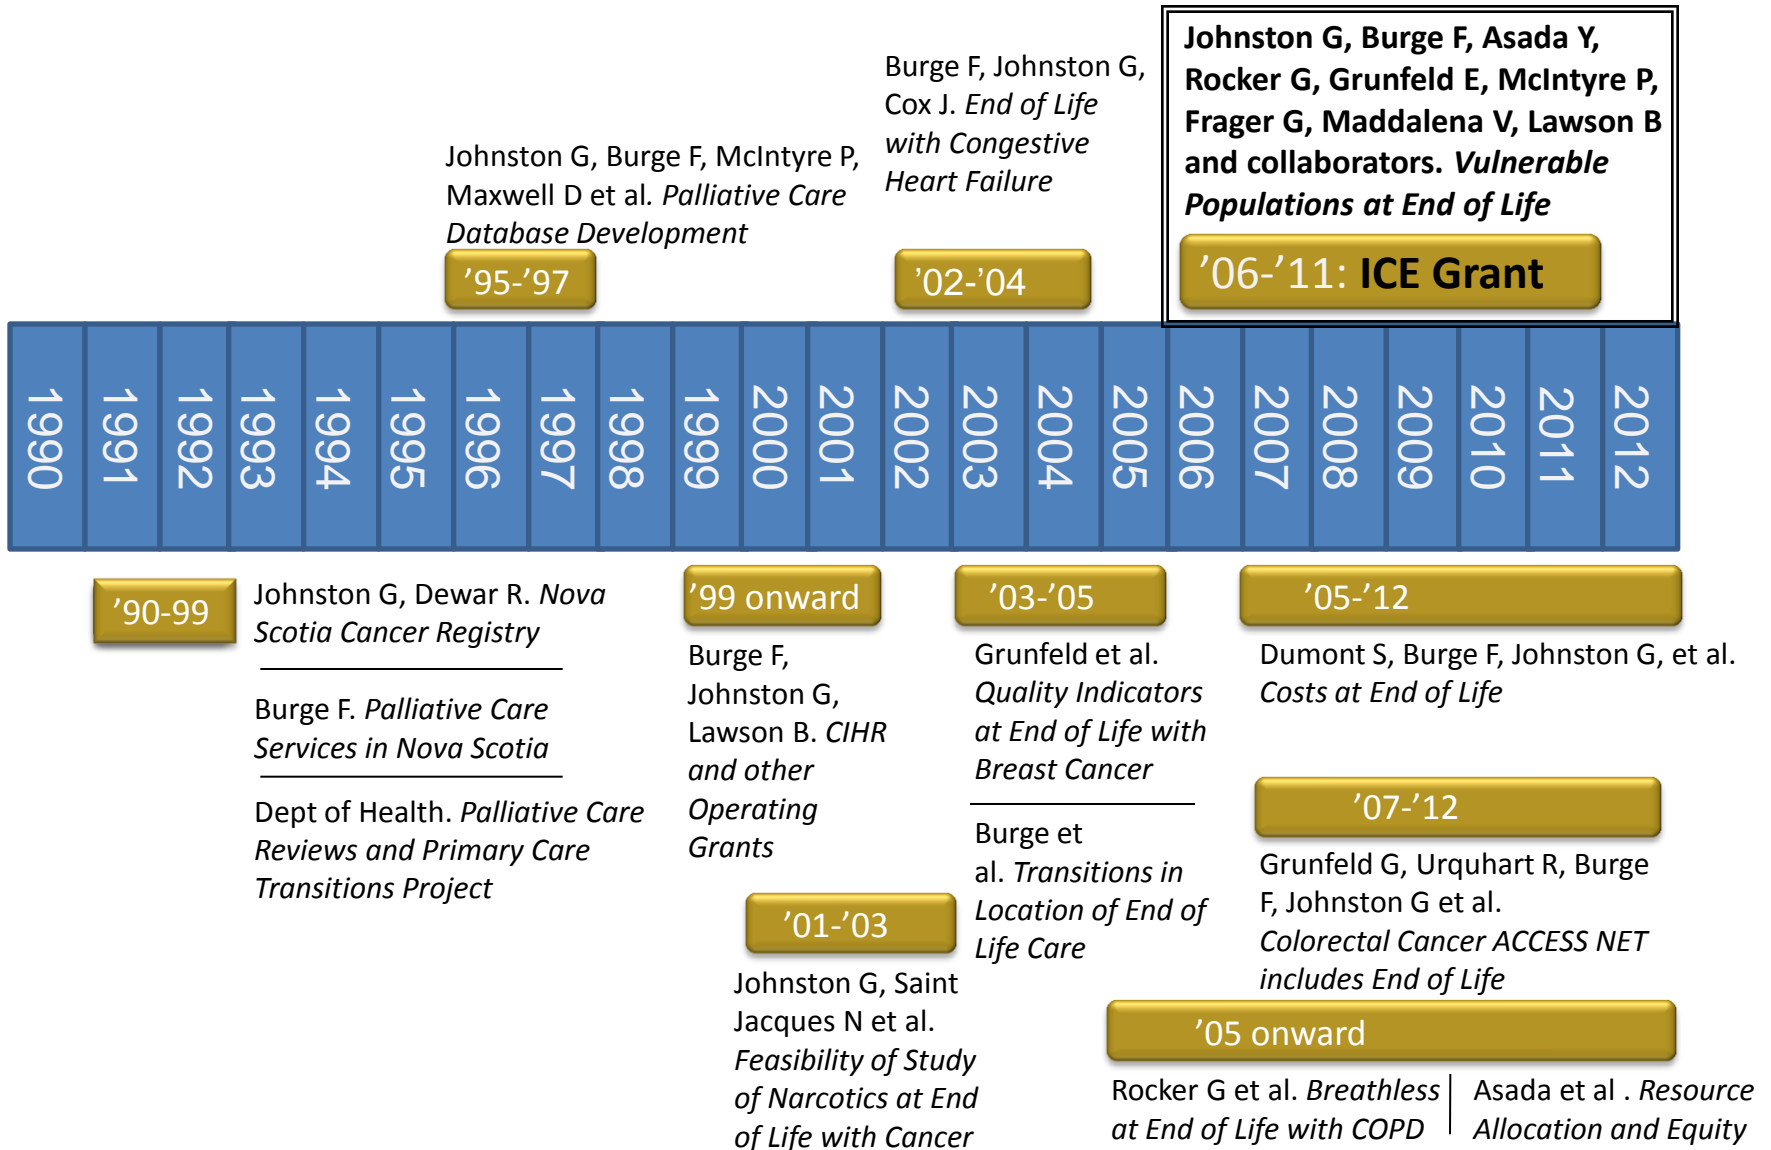 Johnston G, Burge F, McIntyre P,
Maxwell D et al. Palliative Care
Database Development
’95-’97
Burge F, Johnston G,
Cox J. End of Life
with Congestive
Heart Failure
’02-’04
Johnston G, Burge F, Asada Y,
Rocker G, Grunfeld E, McIntyre P,
Frager G, Maddalena V, Lawson B
and collaborators. Vulnerable
Populations at End of Life
’06-’11: ICE Grant
1990
1991
1992
1993
1994
1995
1996
1997
1998
1999
2000
2001
2002
2003
2004
2005
2006
2007
2008
2009
2010
2011
2012
’90-99
Johnston G, Dewar R. Nova
Scotia Cancer Registry
Burge F. Palliative Care
Services in Nova Scotia
Dept of Health. Palliative Care
Reviews and Primary Care
Transitions Project
’99 onward
Burge F,
Johnston G,
Lawson B. CIHR
and other
Operating
Grants
’01-’03
Johnston G, Saint
Jacques N et al.
Feasibility of Study
of Narcotics at End
of Life with Cancer
’03-’05
Grunfeld et al.
Quality Indicators
at End of Life with
Breast Cancer
Burge et
al. Transitions in
Location of End of
Life Care
’05-’12
Dumont S, Burge F, Johnston G, et al.
Costs at End of Life
’07-’12
Grunfeld G, Urquhart R, Burge
F, Johnston G et al.
Colorectal Cancer ACCESS NET
includes End of Life
’05 onward
Rocker G et al. Breathless
at End of Life with COPD
Asada et al . Resource
Allocation and Equity